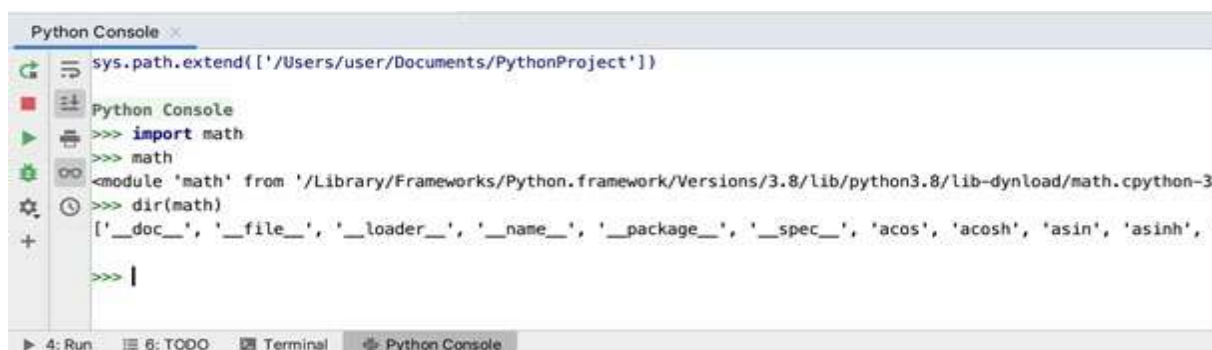 Python Console
sys.path.extend(['/Users/user/Documents/PythonProject'])
Python Console
>>> import math
>>> math
<module 'math' from '/Library/Frameworks/Python.framework/Versions/3.8/lib/python3.8/lib-dynload/math.cpython-3
>>> dir(math)
['__doc__', '__file__', '__loader__', '__name__', '__package__', '__spec__', 'acos', 'acosh', 'asin', 'asinh',
>>>
4: Run 6: TODO Terminal Python Console